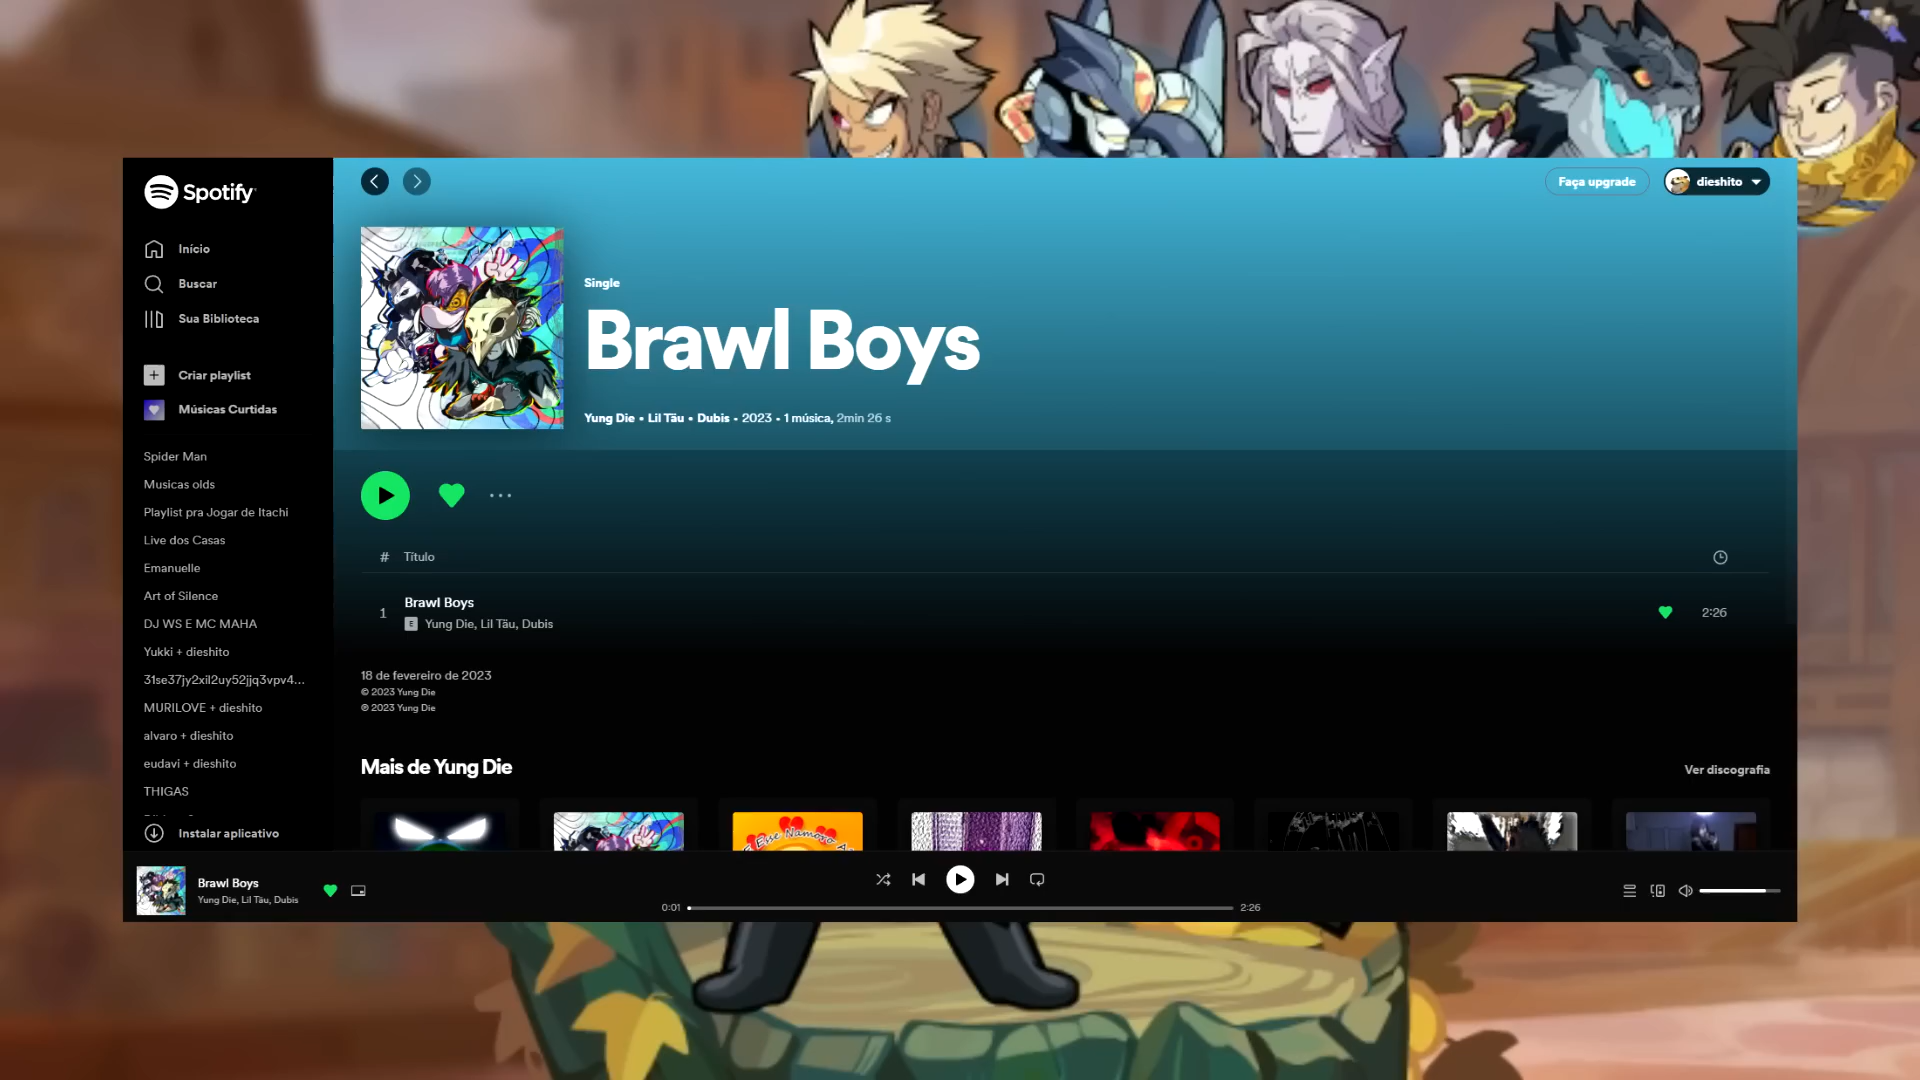 Spotify
Início
Buscar
Sua Biblioteca
Criar playlist
Músicas Curtidas
Spider Man
Musicas olds
Playlist pra Jogar de Itachi
Live dos Casas
Emanuelle
Art of Silence
DJ WS E MC MAHA
Yukki + dieshito
31se37jy2xil2uy52jjq3vpv4...
MURILOVE + dieshito
alvaro + dieshito
eudavi + dieshito
THIGAS
Instalar aplicativo
Faça upgrade
dieshito
Single
Brawl Boys
Yung Die • Lil Tāu • Dubis • 2023 • 1 música, 2min 26 s
# Título
1 Brawl Boys 2:26
E Yung Die, Lil Tāu, Dubis
18 de fevereiro de 2023
© 2023 Yung Die
℗ 2023 Yung Die
Mais de Yung Die
Ver discografia
Esse Namoro
Brawl Boys
Yung Die, Lil Tāu, Dubis
0:01 2:26